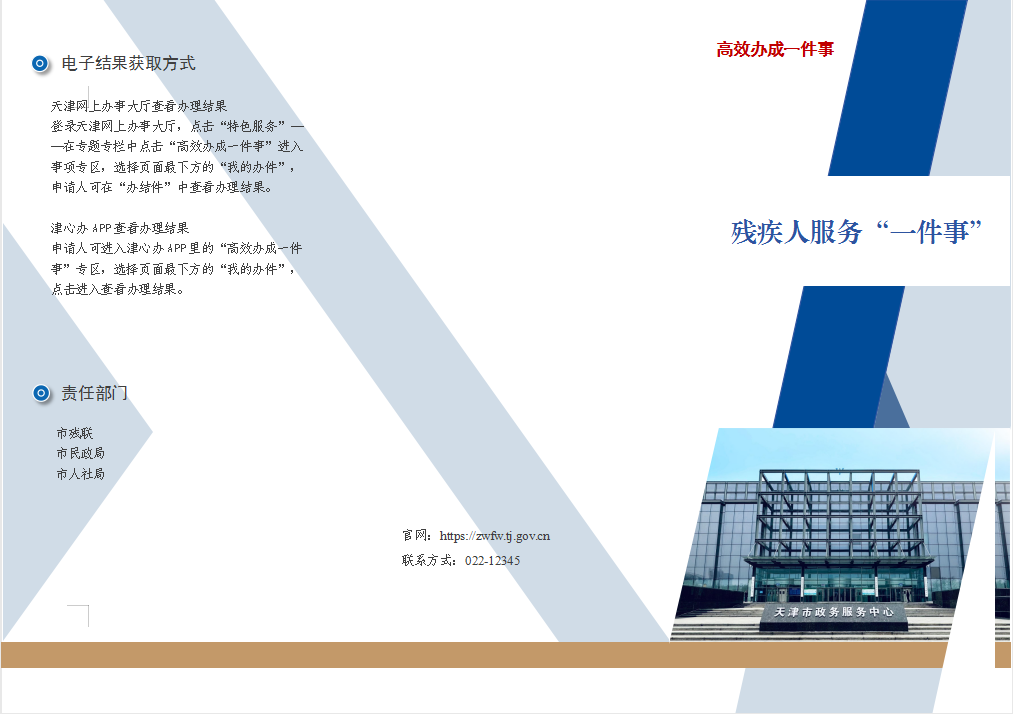 电子结果获取方式
天津网上办事大厅查看办理结果
登录天津网上办事大厅，点击“特色服务”—
—在专题专栏中点击“高效办成一件事”进入
事项专区，选择页面最下方的“我的办件”，
申请人可在“办结件”中查看办理结果。
津心办 APP 查看办理结果
申请人可进入津心办 APP 里的“高效办成一件
事”专区，选择页面最下方的“我的办件”，
点击进入查看办理结果。
责任部门
市残联
市民政局
市人社局
官网：https://zwfw.tj.gov.cn
联系方式：022-12345
高效办成一件事
残疾人服务“一件事”
天津市政务服务中心